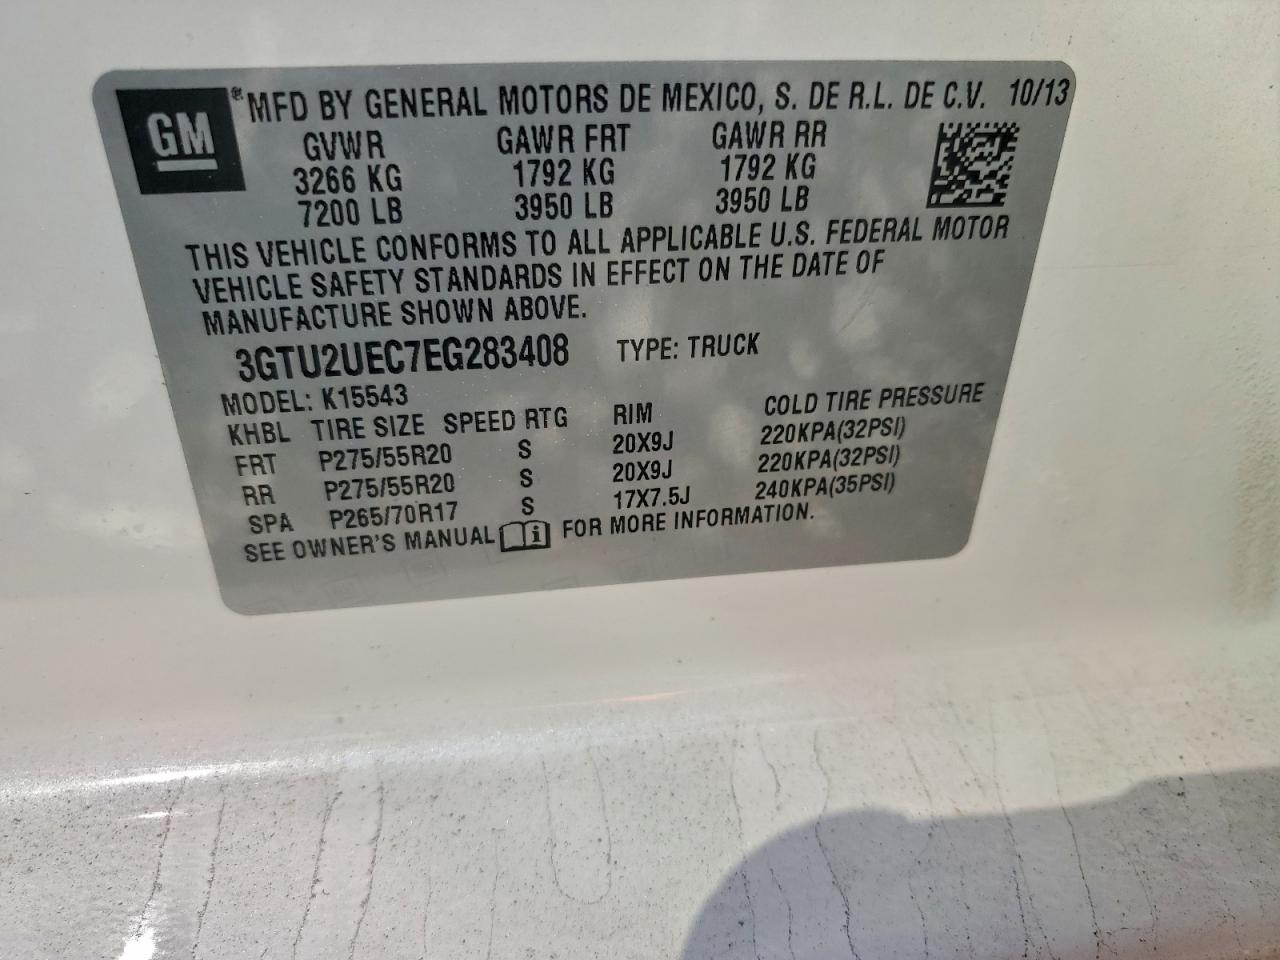 GM ® MFD BY GENERAL MOTORS DE MEXICO, S. DE R.L. DE C.V. 10/13
GVWR GAWR FRT GAWR RR
3266 KG 1792 KG 1792 KG
7200 LB 3950 LB 3950 LB
THIS VEHICLE CONFORMS TO ALL APPLICABLE U.S. FEDERAL MOTOR
VEHICLE SAFETY STANDARDS IN EFFECT ON THE DATE OF
MANUFACTURE SHOWN ABOVE.
3GTU2UEC7EG283408 TYPE: TRUCK
MODEL: K15543
KHBL TIRE SIZE SPEED RTG RIM COLD TIRE PRESSURE
FRT P275/55R20 S 20X9J 220KPA(32PSI)
RR P275/55R20 S 20X9J 220KPA(32PSI)
SPA P265/70R17 S 17X7.5J 240KPA(35PSI)
SEE OWNER'S MANUAL FOR MORE INFORMATION.